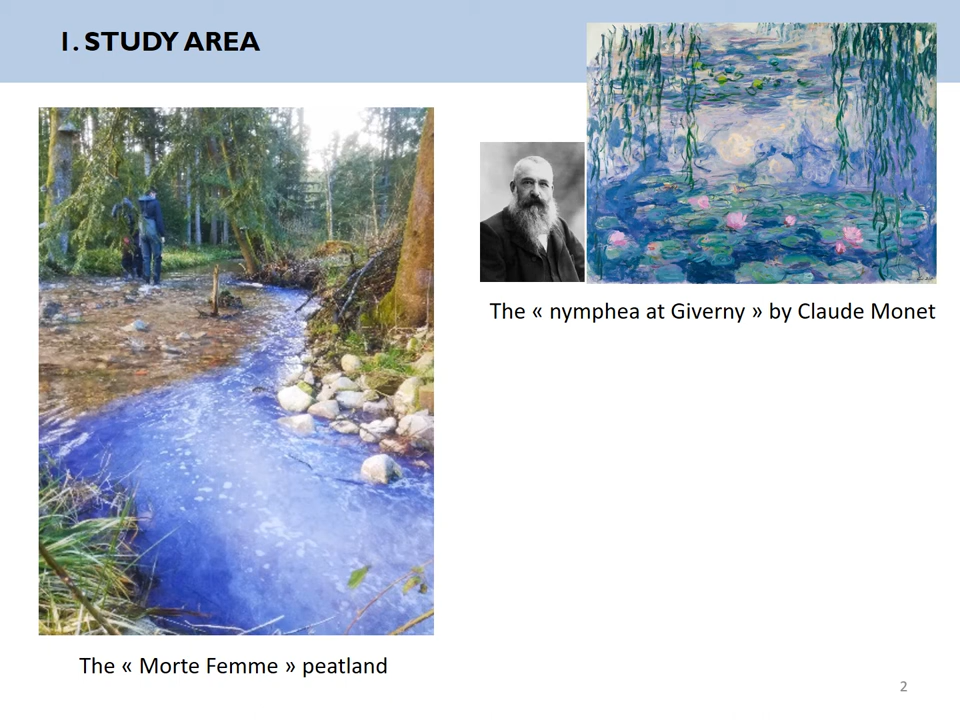 I. STUDY AREA
The « nymphea at Giverny » by Claude Monet
The « Morte Femme » peatland
2